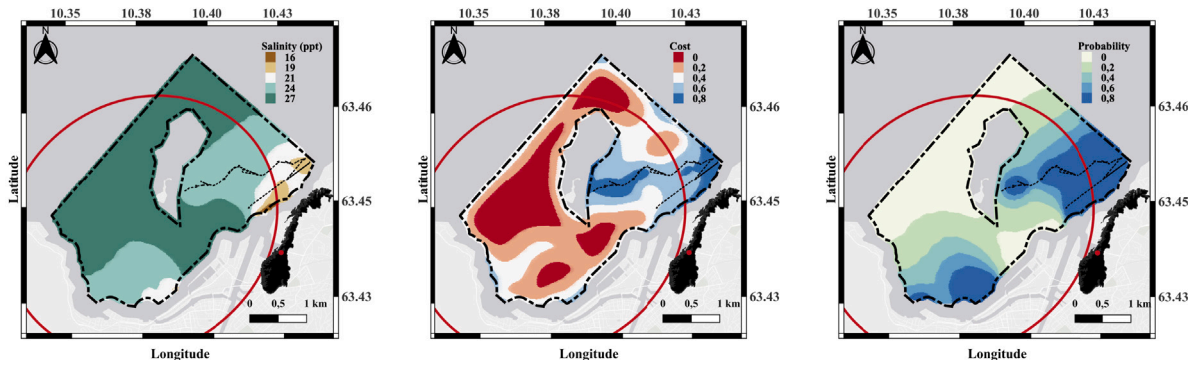 10.35 10.38 10.40 10.43
N
Salinity (ppt)
16
19
21
24
27
63.46
63.45
63.43
Latitude
0 0,5 1 km
Longitude
10.35 10.38 10.40 10.43
N
Cost
0
0,2
0,4
0,6
0,8
63.46
63.45
63.43
Latitude
0 0,5 1 km
Longitude
10.35 10.38 10.40 10.43
N
Probability
0
0,2
0,4
0,6
0,8
63.46
63.45
63.43
Latitude
0 0,5 1 km
Longitude